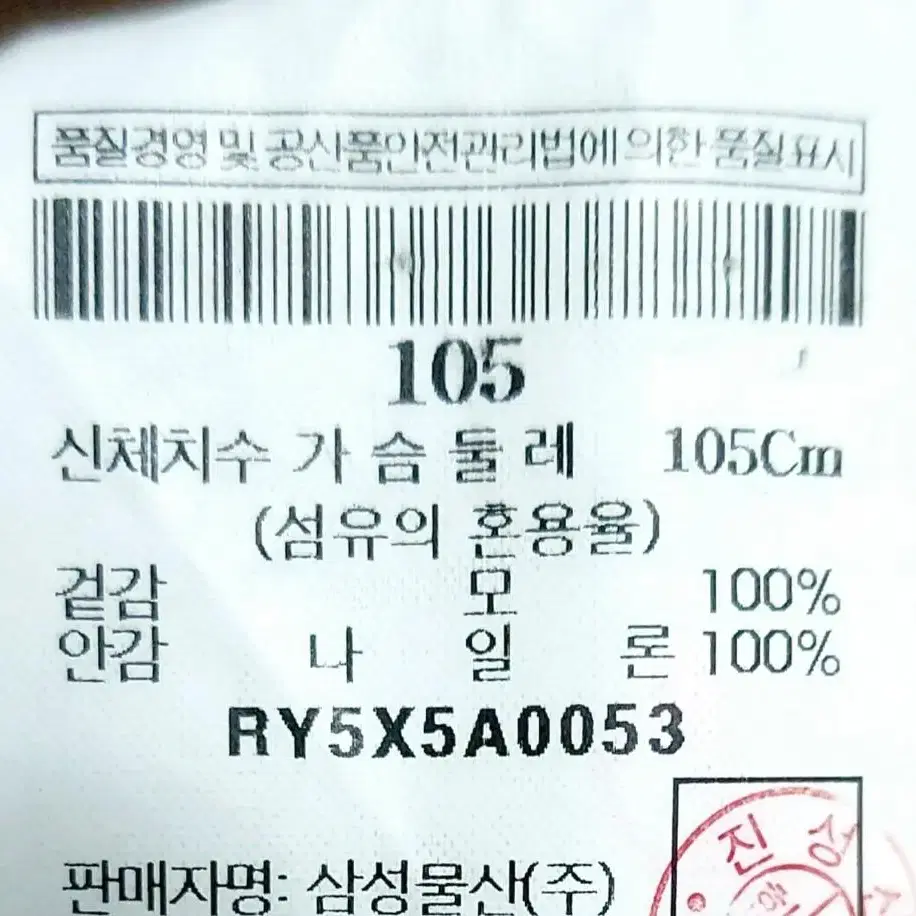 품질경영 및 공산품안전관리법에 의한 품질표시
105
신체치수 가 슴 둘 레 105Cm
(섬유의 혼용율)
겉감 모 100%
안감 나 일 론 100%
RY5X5A0053
판매자명: 삼성물산(주)
진 성